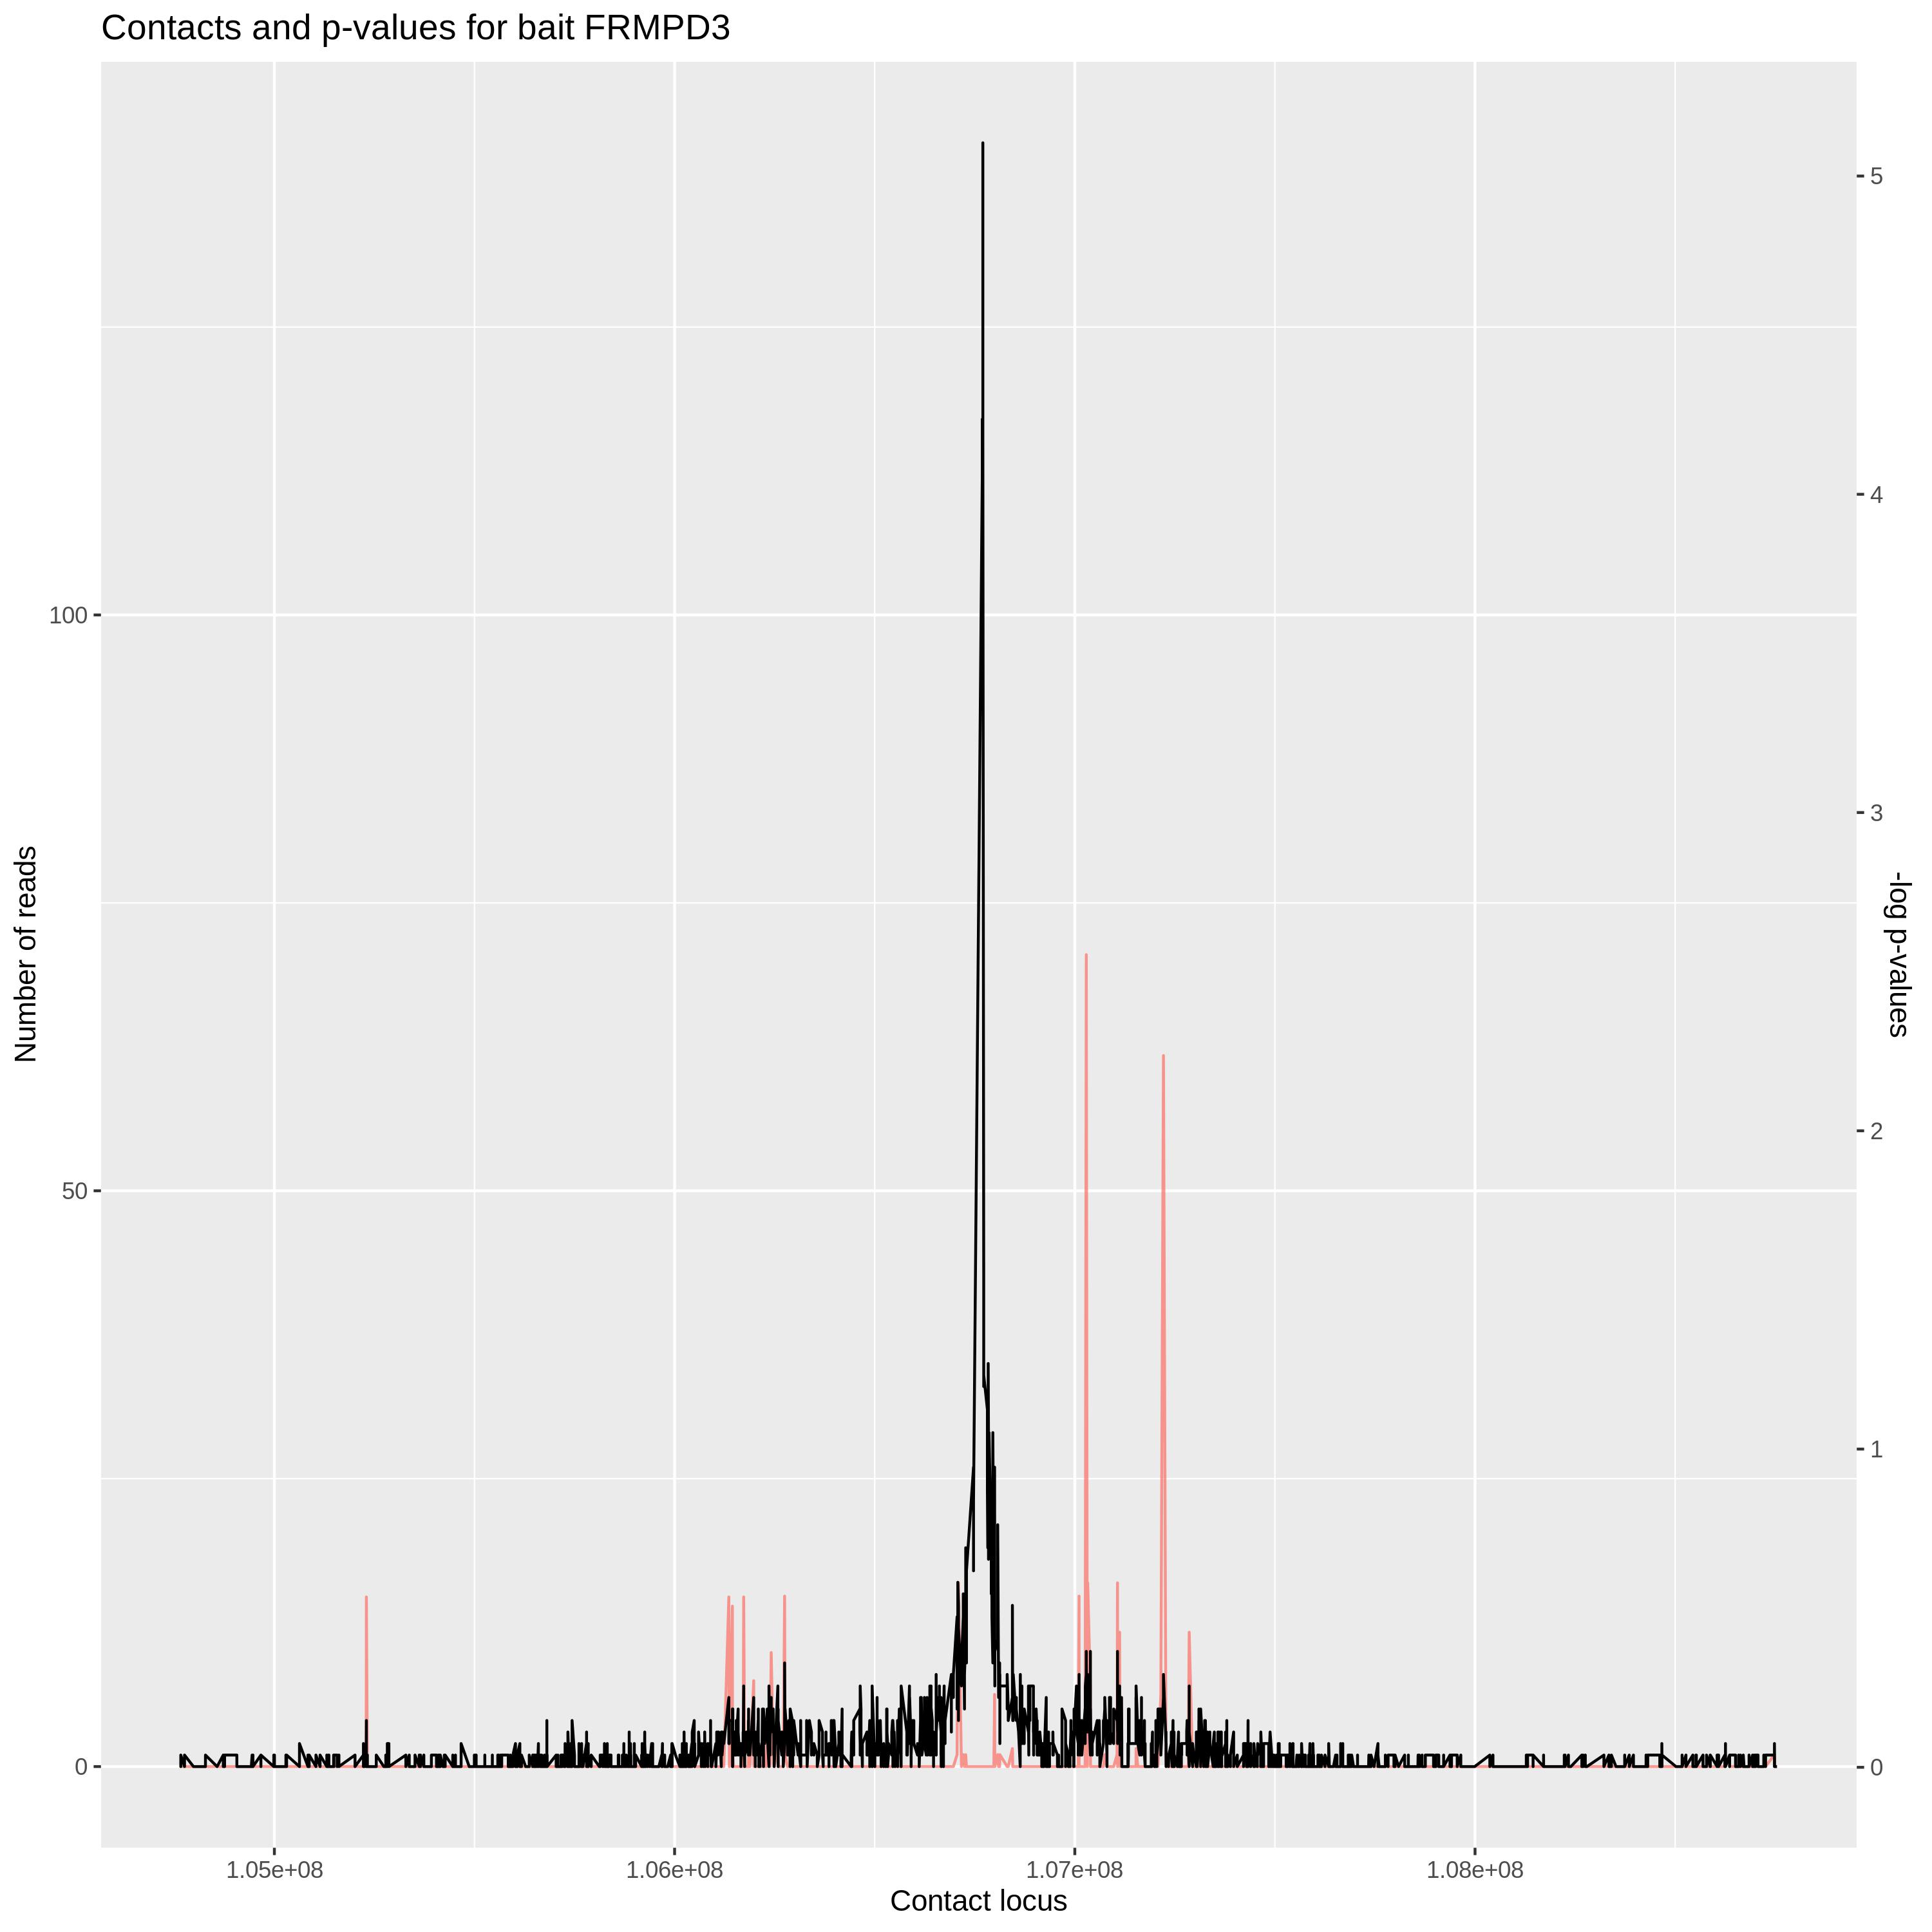 Contacts and p-values for bait FRMPD3
Number of reads
100
50
0
5
4
3
2
1
0
-log p-values
1.05e+08
1.06e+08
1.07e+08
1.08e+08
Contact locus